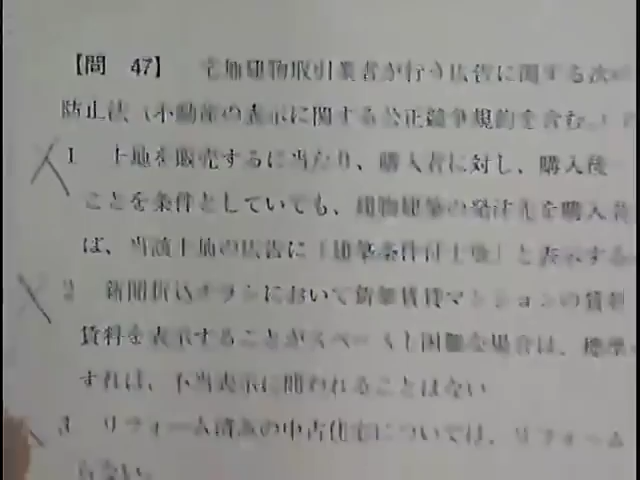 【問 47】 宅地建物取引業者が行う広告に関する次の
防止法（不動産の表示に関する公正競争規約を含む。）
1 土地を販売するに当たり、購入者に対し、購入後
ことを条件としていても、建物建築の発注先を購入者
ば、当該土地の広告に「建築条件付土地」と表示する
2 新聞折込チラシにおいて新築賃貸マンションの賃料
賃料を表示することがスペース上困難な場合は、標準
すれば、不当表示に問われることはない
3 リフォーム済みの中古住宅については、リフォーム
らない。